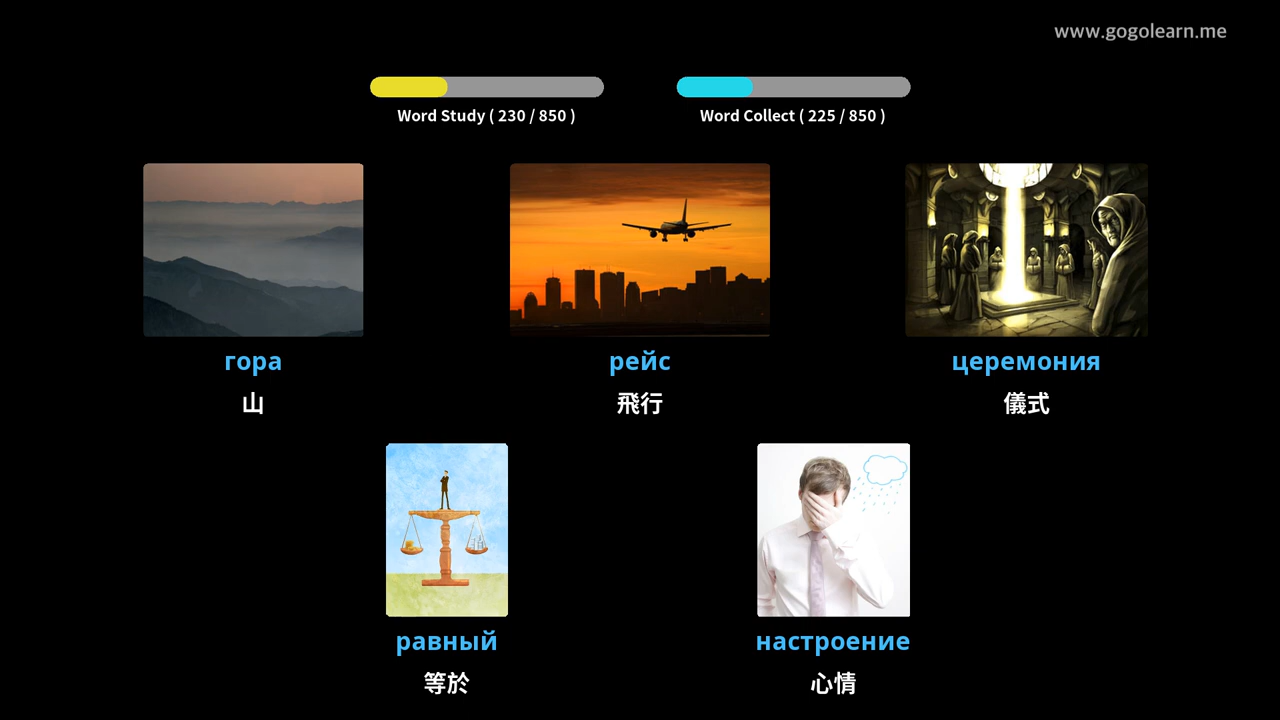 www.gogolearn.me
Word Study ( 230 / 850 )
Word Collect ( 225 / 850 )
гора
рейс
церемония
山
飛行
儀式
равный
настроение
等於
心情